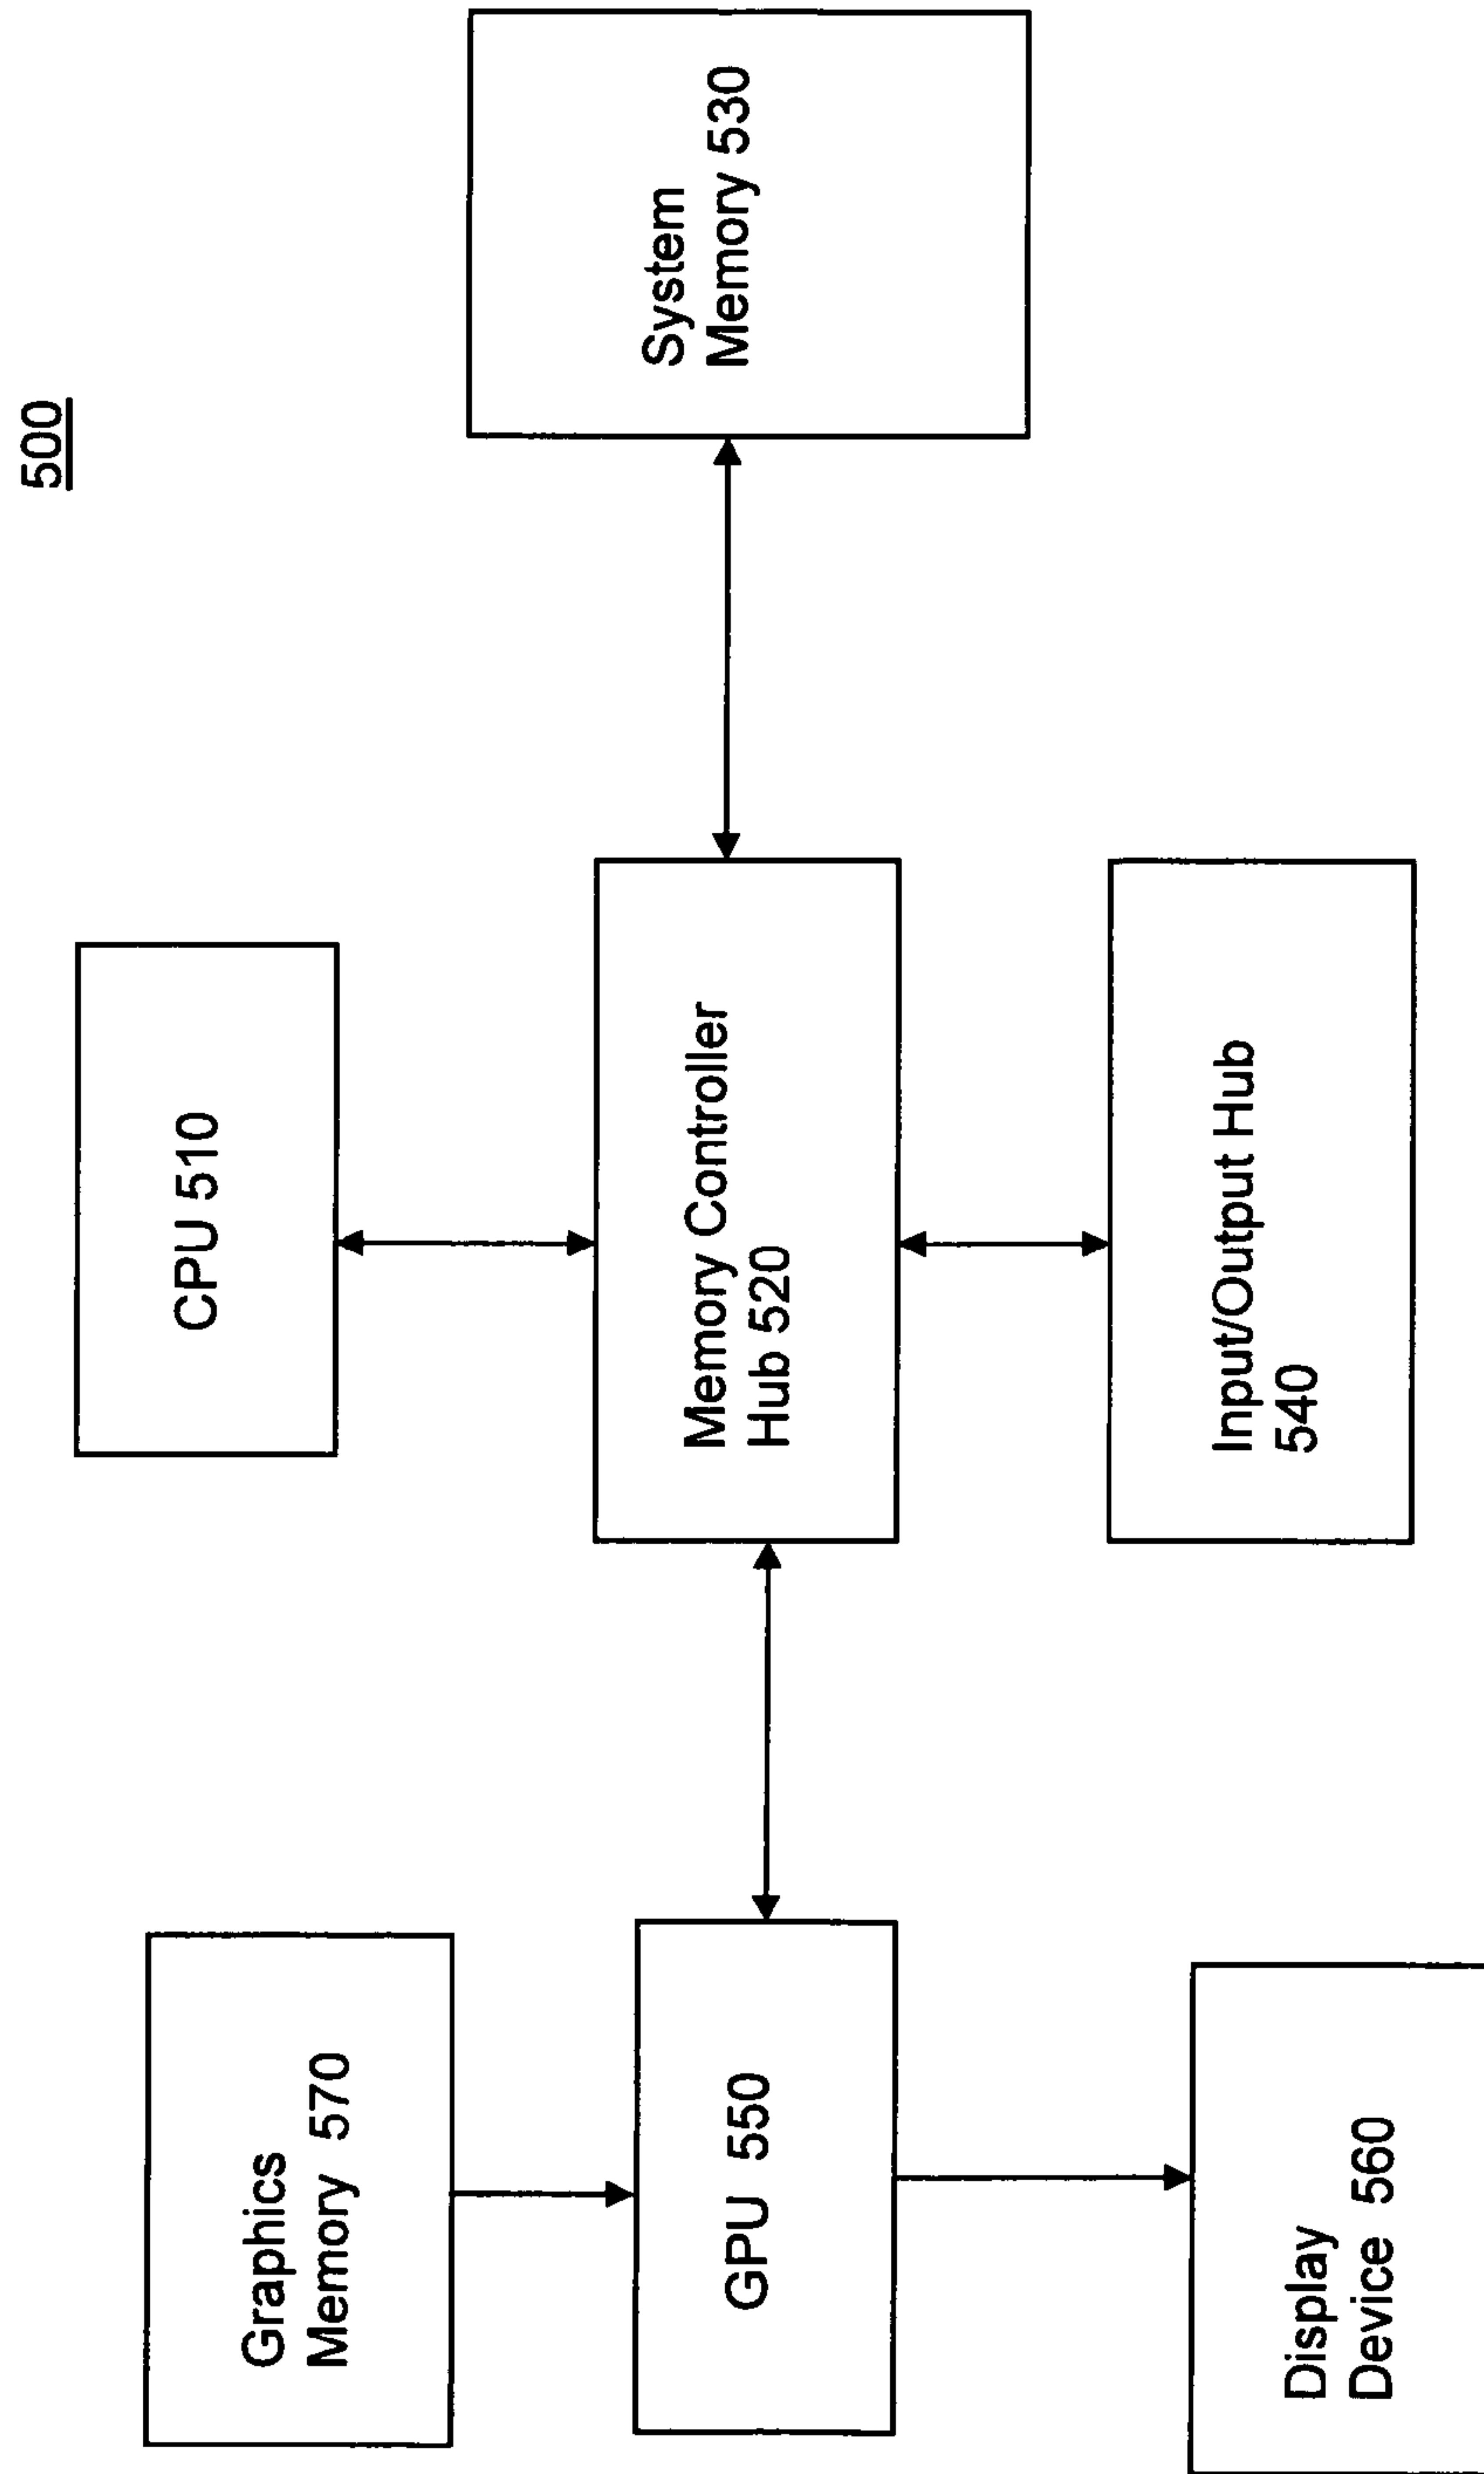 500
Graphics
Memory 570
CPU 510
GPU 550
Memory Controller
Hub 520
System
Memory 530
Display
Device 560
Input/Output Hub
540